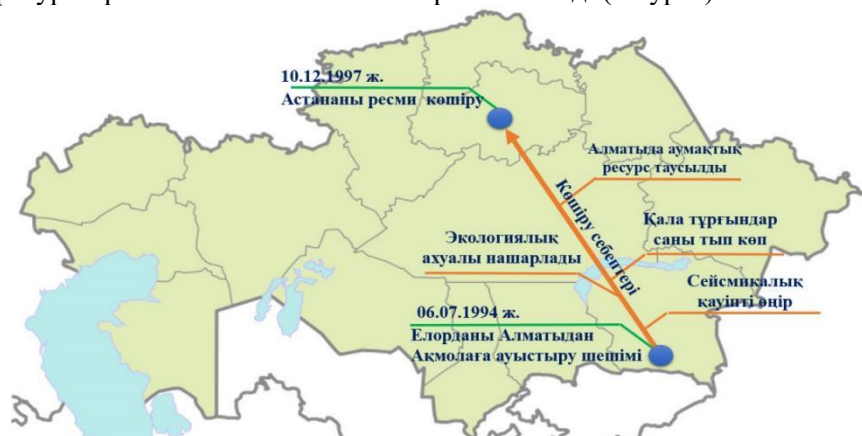 10.12.1997 ж.
Астананы ресми көшіру
Алматыда аумақтық
ресурс таусылды
Көшіру себептері
Қала тұрғындар
саны тып көп
Экологиялық
ахуалы нашарлады
Сейсмикалық
қауіпті өңір
06.07.1994 ж.
Елорданы Алматыдан
Ақмолаға ауыстыру шешімі